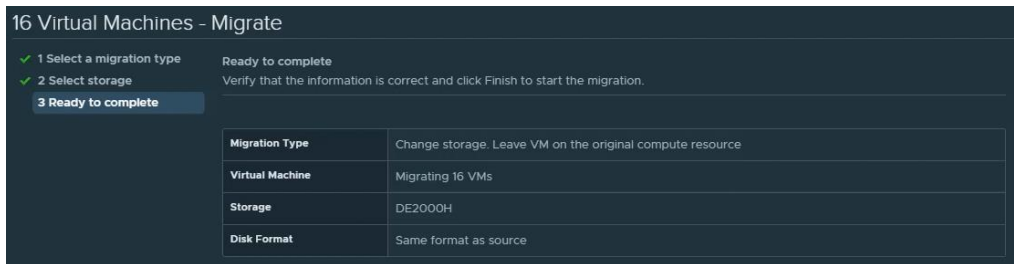 16 Virtual Machines - Migrate
1 Select a migration type
2 Select storage
3 Ready to complete
Ready to complete
Verify that the information is correct and click Finish to start the migration.
Migration Type Change storage. Leave VM on the original compute resource
Virtual Machine Migrating 16 VMs
Storage DE2000H
Disk Format Same format as source